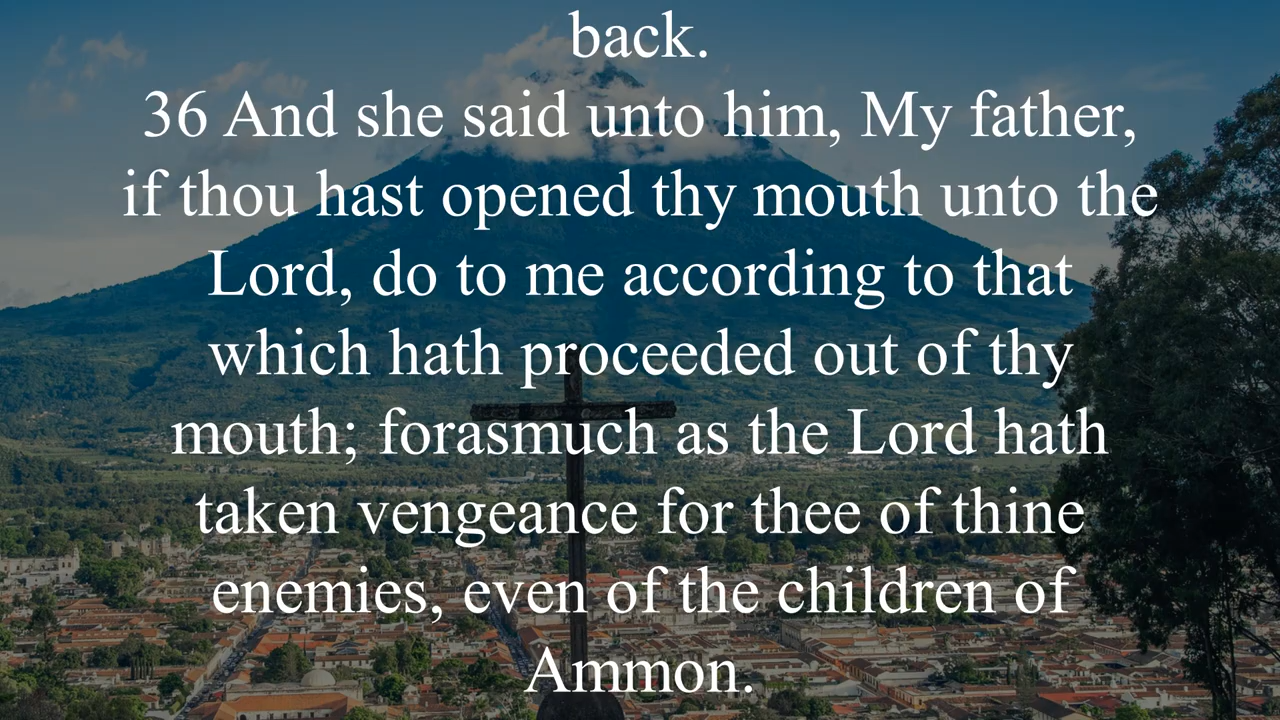 back.
36 And she said unto him, My father,
if thou hast opened thy mouth unto the
Lord, do to me according to that
which hath proceeded out of thy
mouth; forasmuch as the Lord hath
taken vengeance for thee of thine
enemies, even of the children of
Ammon.